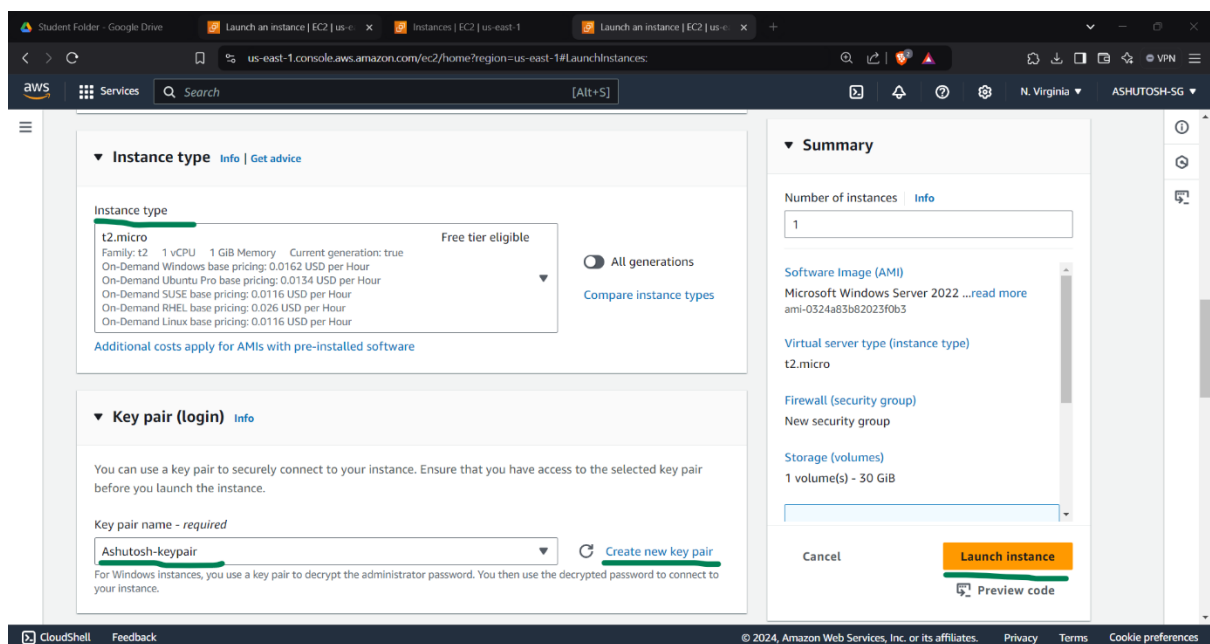 Student Folder - Google Drive
Launch an instance | EC2 | us-e
Instances | EC2 | us-east-1
Launch an instance | EC2 | us-e
us-east-1.console.aws.amazon.com/ec2/home?region=us-east-1#LaunchInstances:
VPN
aws
Services
Search
[Alt+S]
N. Virginia
ASHUTOSH-SG
Instance type Info | Get advice
Instance type
t2.micro
Free tier eligible
Family: t2 1 vCPU 1 GiB Memory Current generation: true
On-Demand Windows base pricing: 0.0162 USD per Hour
On-Demand Ubuntu Pro base pricing: 0.0134 USD per Hour
On-Demand SUSE base pricing: 0.0116 USD per Hour
On-Demand RHEL base pricing: 0.026 USD per Hour
On-Demand Linux base pricing: 0.0116 USD per Hour
All generations
Compare instance types
Additional costs apply for AMIs with pre-installed software
Key pair (login) Info
You can use a key pair to securely connect to your instance. Ensure that you have access to the selected key pair
before you launch the instance.
Key pair name - required
Ashutosh-keypair
Create new key pair
For Windows instances, you use a key pair to decrypt the administrator password. You then use the decrypted password to connect to
your instance.
Summary
Number of instances Info
1
Software Image (AMI)
Microsoft Windows Server 2022 ...read more
ami-0324a83b82023f0b3
Virtual server type (instance type)
t2.micro
Firewall (security group)
New security group
Storage (volumes)
1 volume(s) - 30 GiB
Cancel
Launch instance
Preview code
CloudShell
Feedback
© 2024, Amazon Web Services, Inc. or its affiliates.
Privacy
Terms
Cookie preferences